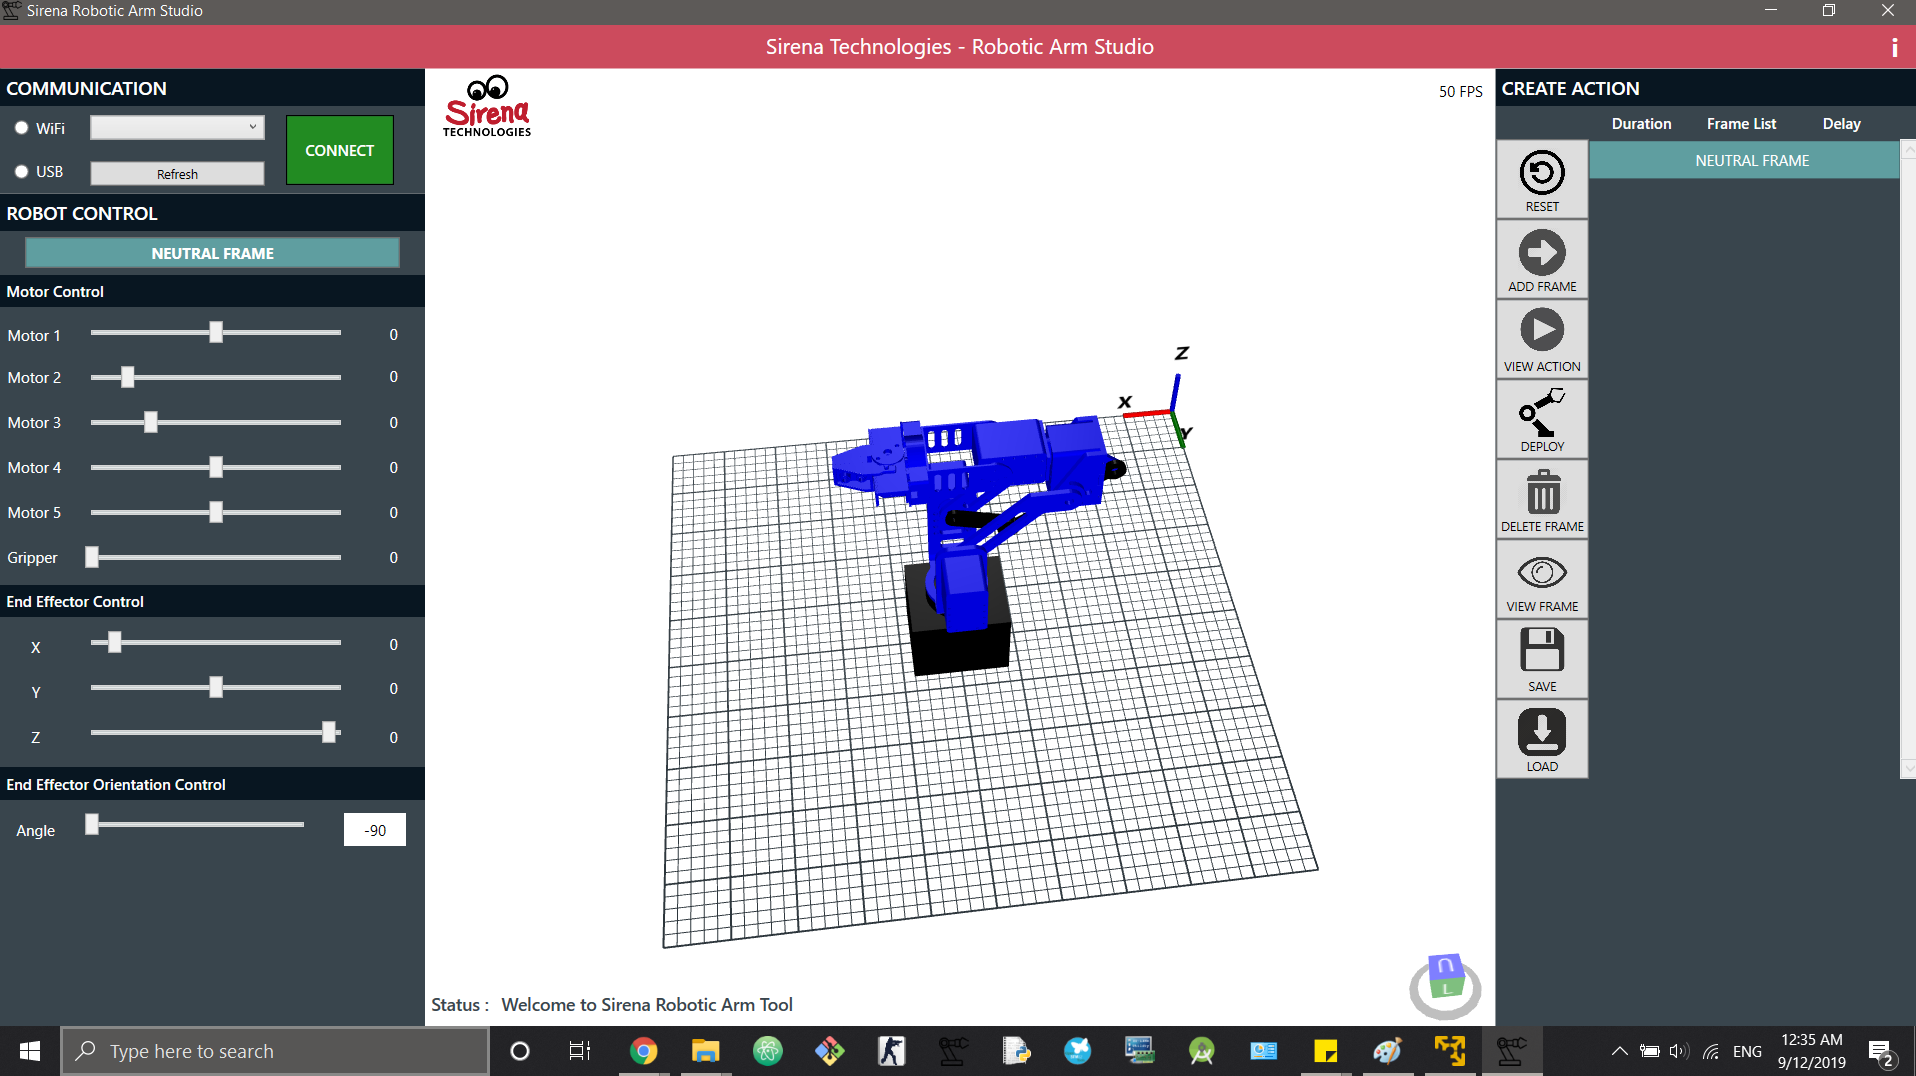 Sirena Robotic Arm Studio
Sirena Technologies - Robotic Arm Studio
i
COMMUNICATION
WiFi
USB
Refresh
CONNECT
ROBOT CONTROL
NEUTRAL FRAME
Motor Control
Motor 1 0
Motor 2 0
Motor 3 0
Motor 4 0
Motor 5 0
Gripper 0
End Effector Control
X 0
Y 0
Z 0
End Effector Orientation Control
Angle -90
Sirena
TECHNOLOGIES
50 FPS
Z
X
Y
U
L
Status : Welcome to Sirena Robotic Arm Tool
CREATE ACTION
Duration Frame List Delay
NEUTRAL FRAME
RESET
ADD FRAME
VIEW ACTION
DEPLOY
DELETE FRAME
VIEW FRAME
SAVE
LOAD
Type here to search
ENG
12:35 AM
9/12/2019
2